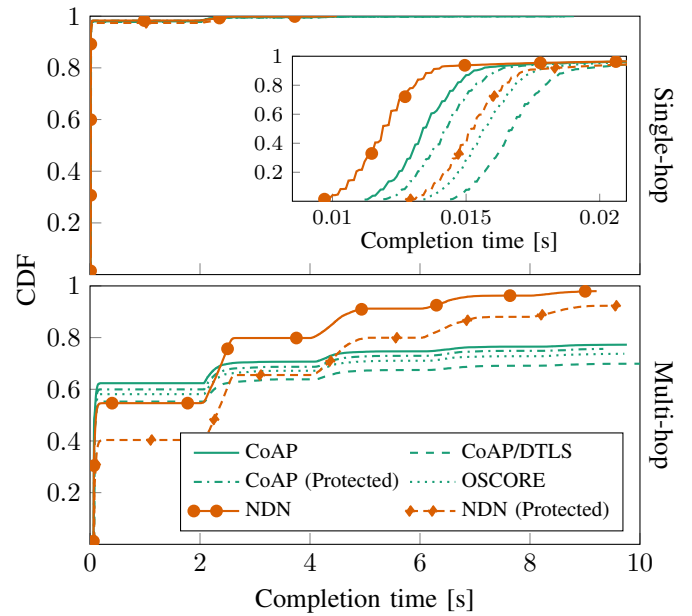 1
0.8
0.6
0.4
0.2
CDF
Single-hop
1
0.8
0.6
0.4
0.2
0.01
0.015
0.02
Completion time [s]
1
0.8
0.6
0.4
0.2
Multi-hop
CoAP
CoAP/DTLS
CoAP (Protected)
OSCORE
NDN
NDN (Protected)
0
2
4
6
8
10
Completion time [s]